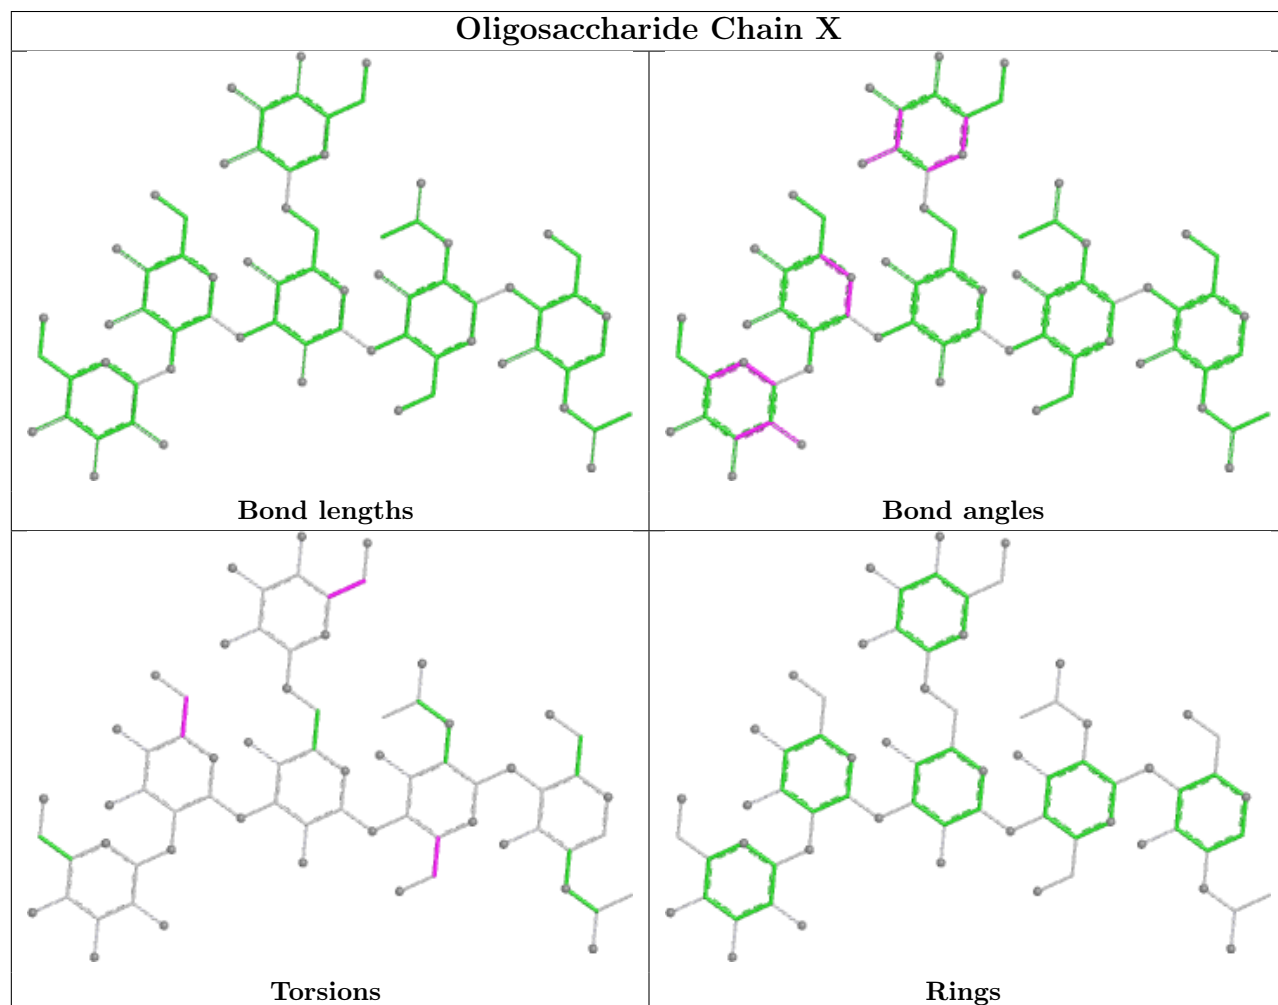 Oligosaccharide Chain X
Bond lengths
Bond angles
Torsions
Rings